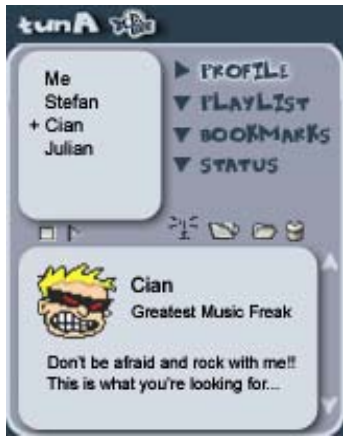 tunA
Me
Stefan
+ Cian
Julian
PROFILE
PLAYLIST
BOOKMARKS
STATUS
Cian
Greatest Music Freak
Don't be afraid and rock with me!!
This is what you're looking for...